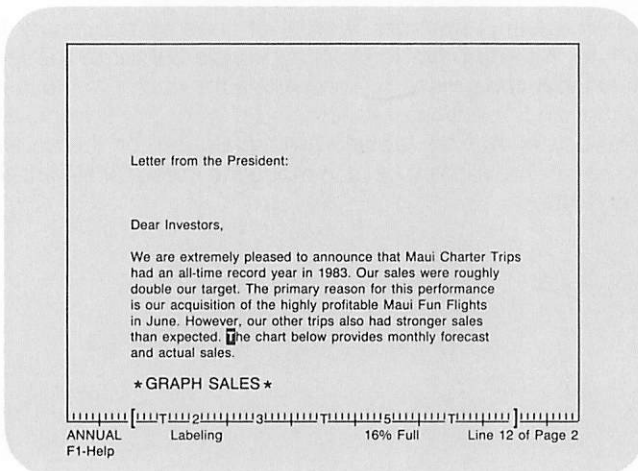 Letter from the President:
Dear Investors,
We are extremely pleased to announce that Maui Charter Trips
had an all-time record year in 1983. Our sales were roughly
double our target. The primary reason for this performance
is our acquisition of the highly profitable Maui Fun Flights
in June. However, our other trips also had stronger sales
than expected. The chart below provides monthly forecast
and actual sales.
*GRAPH SALES*
[T23T5T]
ANNUAL Labeling 16% Full Line 12 of Page 2
F1-Help